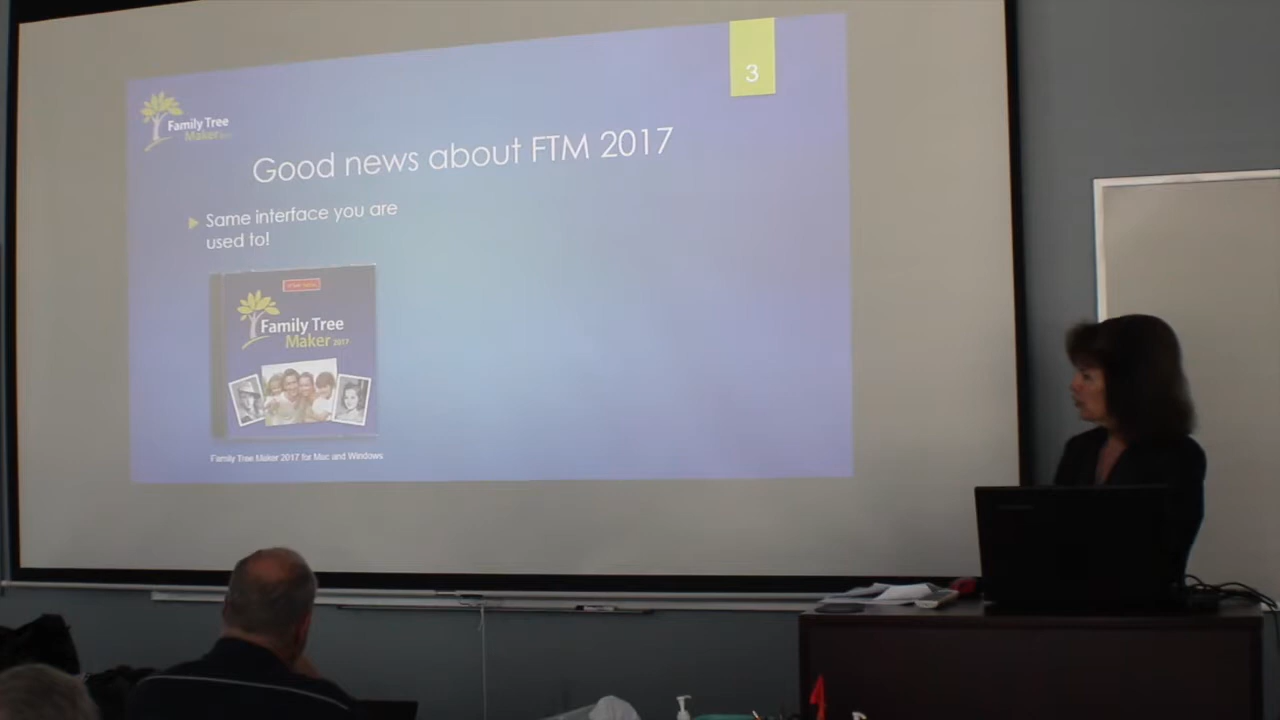 3
Family Tree
Maker 2017
Good news about FTM 2017
Same interface you are
used to!
Family Tree
Maker 2017
Family Tree Maker 2017 for Mac and Windows